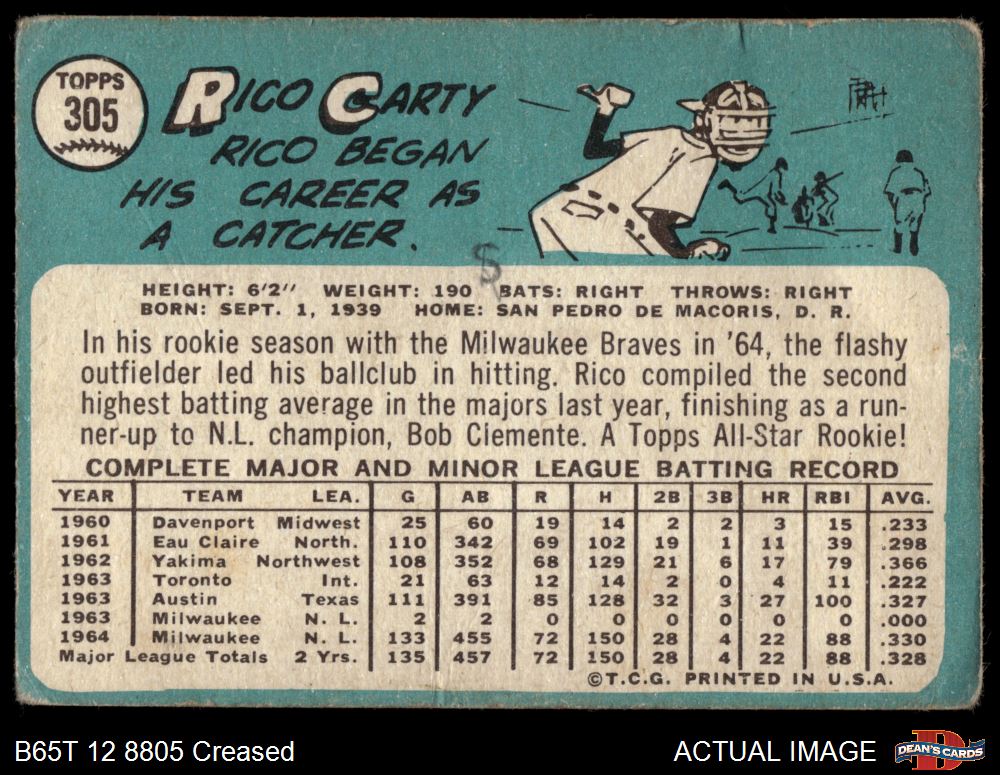 TOPPS
305
RICO CARTY
RICO BEGAN
HIS CAREER AS
A CATCHER.
HEIGHT: 6'2" WEIGHT: 190 BATS: RIGHT THROWS: RIGHT
BORN: SEPT. 1, 1939 HOME: SAN PEDRO DE MACORIS, D. R.
In his rookie season with the Milwaukee Braves in '64, the flashy
outfielder led his ballclub in hitting. Rico compiled the second
highest batting average in the majors last year, finishing as a run-
ner-up to N.L. champion, Bob Clemente. A Topps All-Star Rookie!
COMPLETE MAJOR AND MINOR LEAGUE BATTING RECORD
YEAR TEAM LEA. G AB R H 2B 3B HR RBI AVG.
1960 Davenport Midwest 25 60 19 14 2 2 3 15 .233
1961 Eau Claire North. 110 342 69 102 19 1 11 39 .298
1962 Yakima Northwest 108 352 68 129 21 6 17 79 .366
1963 Toronto Int. 21 63 12 14 2 0 4 11 .222
1963 Austin Texas 111 391 85 128 32 3 27 100 .327
1963 Milwaukee N. L. 2 2 0 0 0 0 0 0 .000
1964 Milwaukee N. L. 133 455 72 150 28 4 22 88 .330
Major League Totals 2 Yrs. 135 457 72 150 28 4 22 88 .328
©T.C.G. PRINTED IN U.S.A.
B65T 12 8805 Creased
ACTUAL IMAGE
DEAN'S CARDS